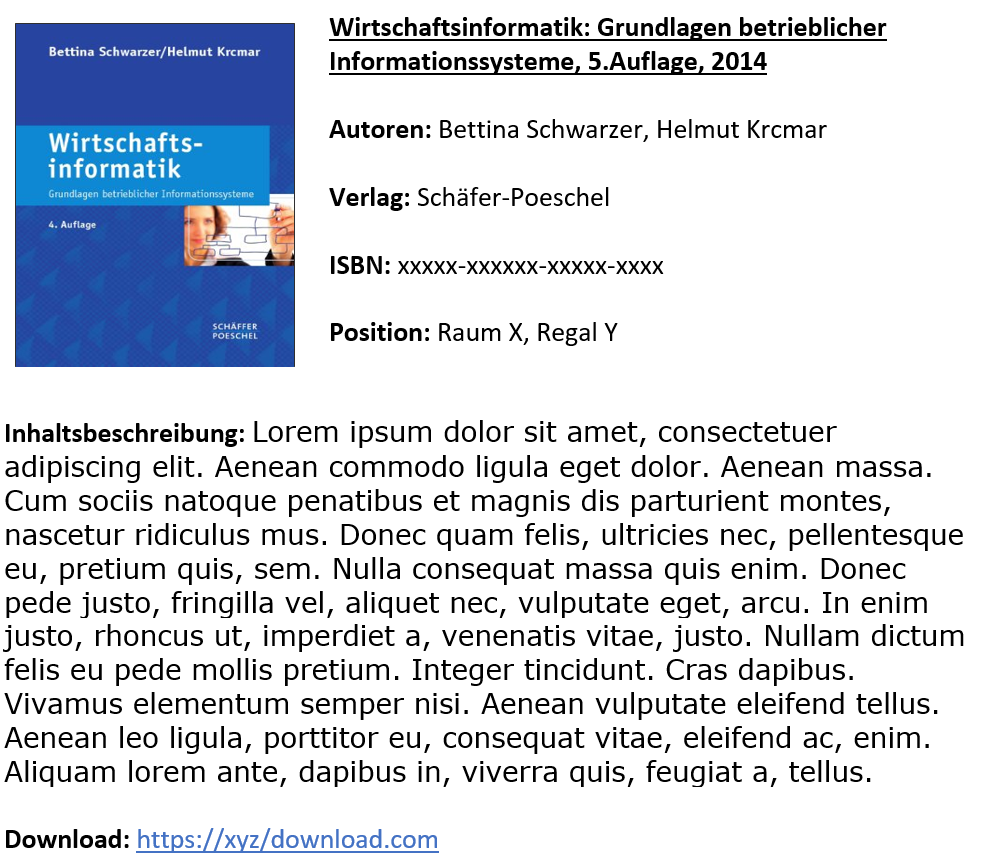 Bettina Schwarzer/Helmut Krcmar
Wirtschafts-
informatik
Grundlagen betrieblicher Informationssysteme
4. Auflage
SCHÄFFER
POESCHEL
Wirtschaftsinformatik: Grundlagen betrieblicher
Informationssysteme, 5.Auflage, 2014
Autoren: Bettina Schwarzer, Helmut Krcmar
Verlag: Schäfer-Poeschel
ISBN: xxxxx-xxxxxx-xxxxx-xxxx
Position: Raum X, Regal Y
Inhaltsbeschreibung: Lorem ipsum dolor sit amet, consectetuer
adipiscing elit. Aenean commodo ligula eget dolor. Aenean massa.
Cum sociis natoque penatibus et magnis dis parturient montes,
nascetur ridiculus mus. Donec quam felis, ultricies nec, pellentesque
eu, pretium quis, sem. Nulla consequat massa quis enim. Donec
pede justo, fringilla vel, aliquet nec, vulputate eget, arcu. In enim
justo, rhoncus ut, imperdiet a, venenatis vitae, justo. Nullam dictum
felis eu pede mollis pretium. Integer tincidunt. Cras dapibus.
Vivamus elementum semper nisi. Aenean vulputate eleifend tellus.
Aenean leo ligula, porttitor eu, consequat vitae, eleifend ac, enim.
Aliquam lorem ante, dapibus in, viverra quis, feugiat a, tellus.
Download: https://xyz/download.com